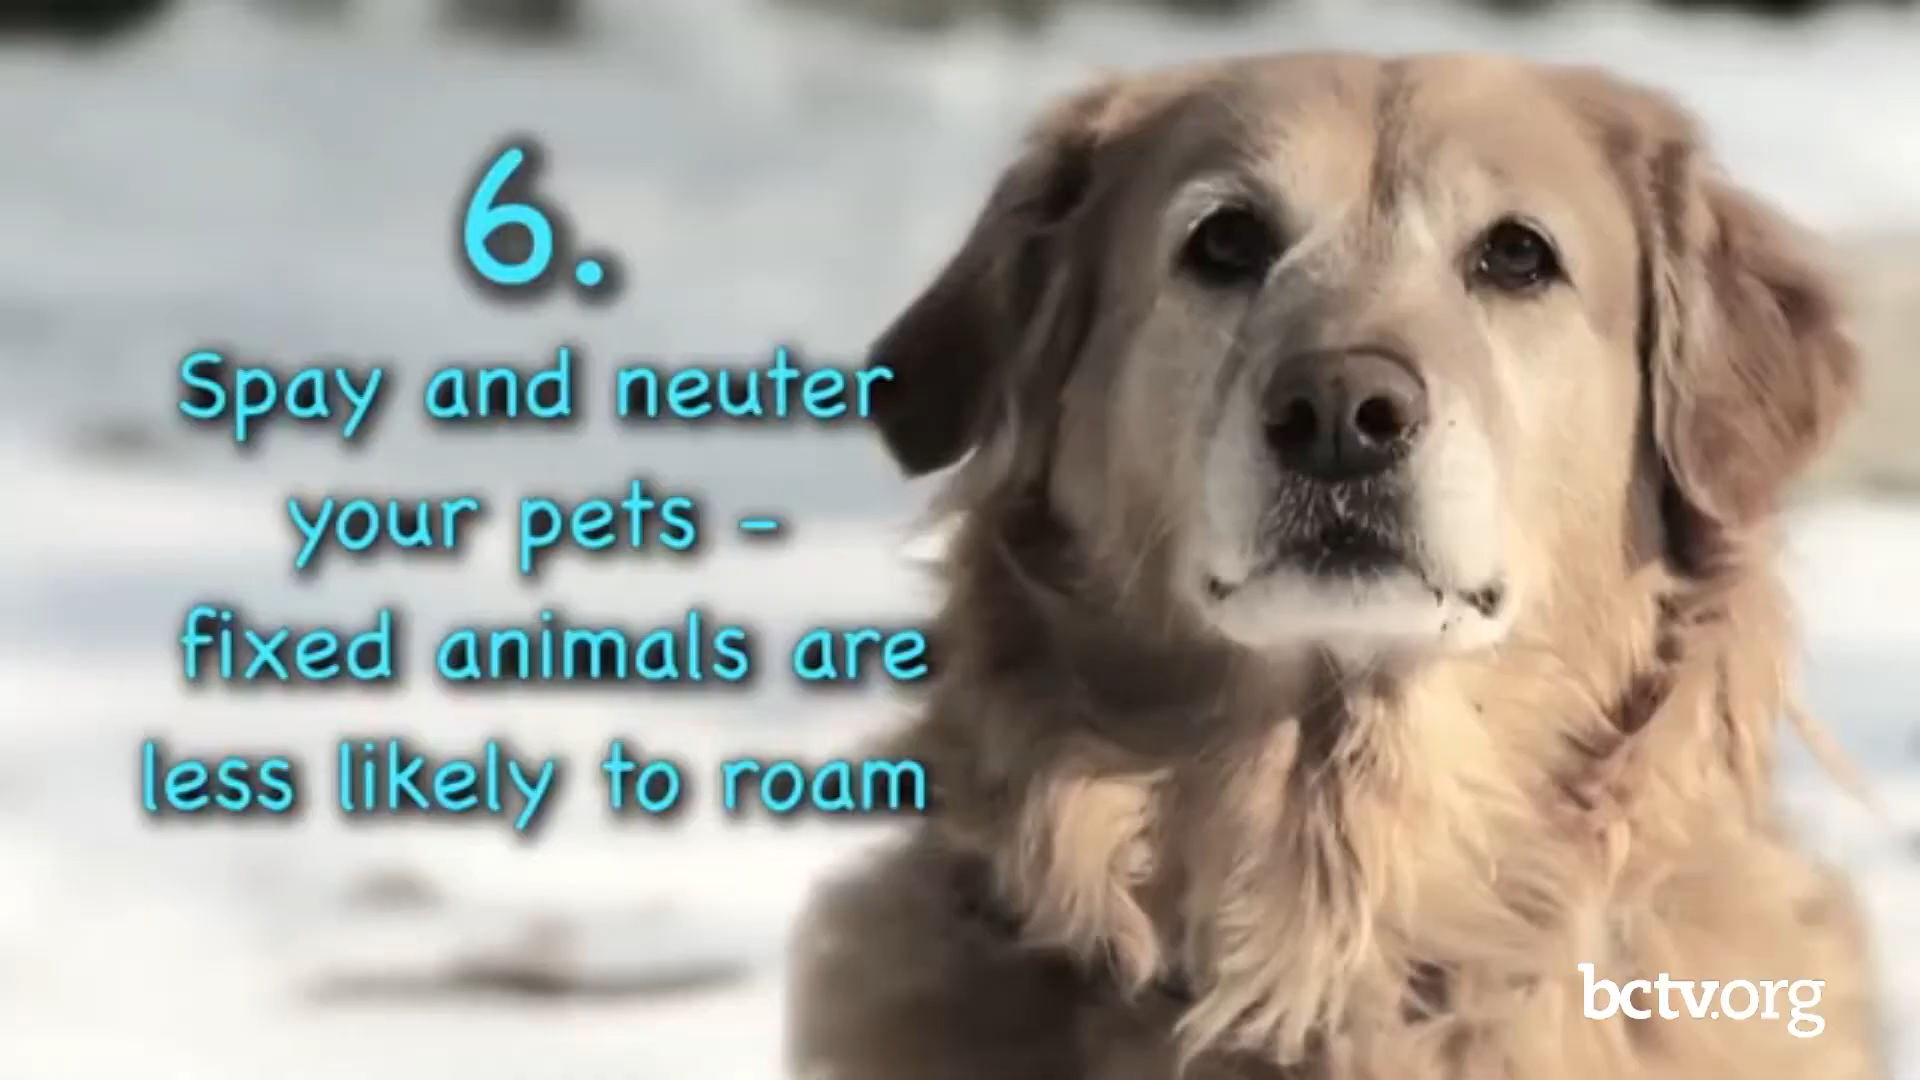 6.
Spay and neuter
your pets -
fixed animals are
less likely to roam
bctv.org